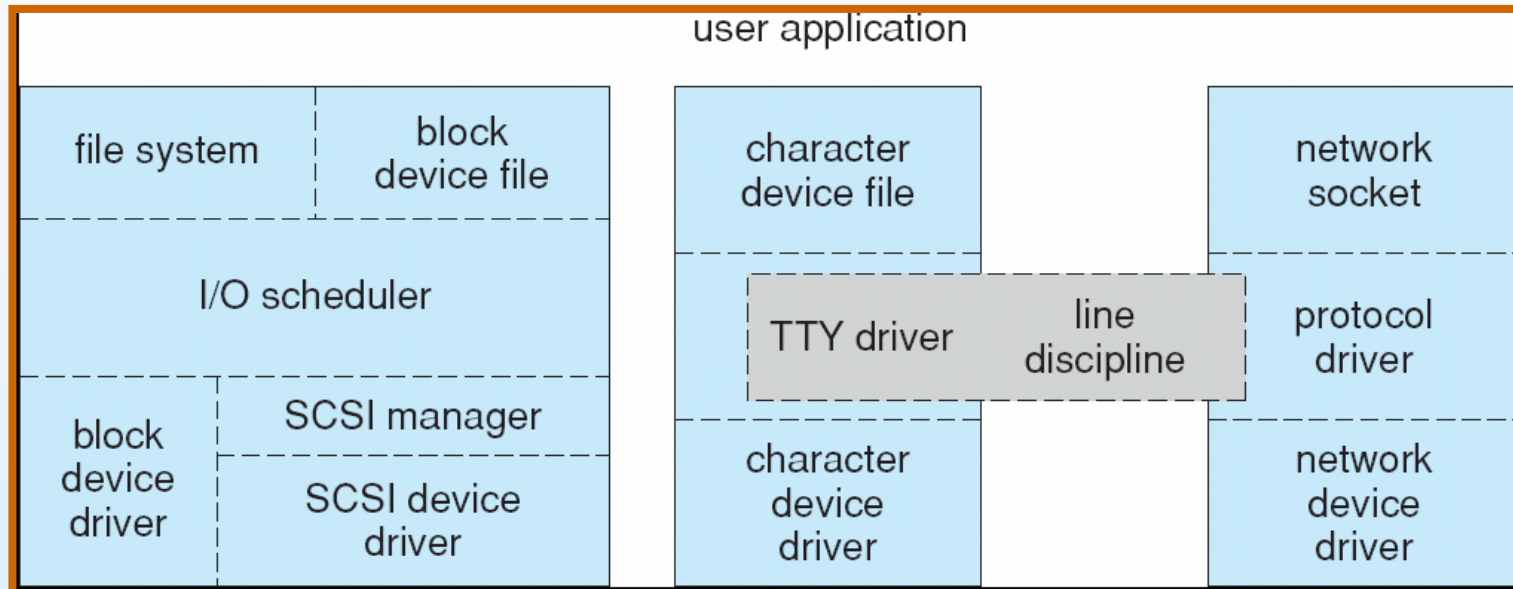 user application
file system
block
device file
I/O scheduler
block
device
driver
SCSI manager
SCSI device
driver
character
device file
TTY driver
line
discipline
character
device
driver
network
socket
protocol
driver
network
device
driver